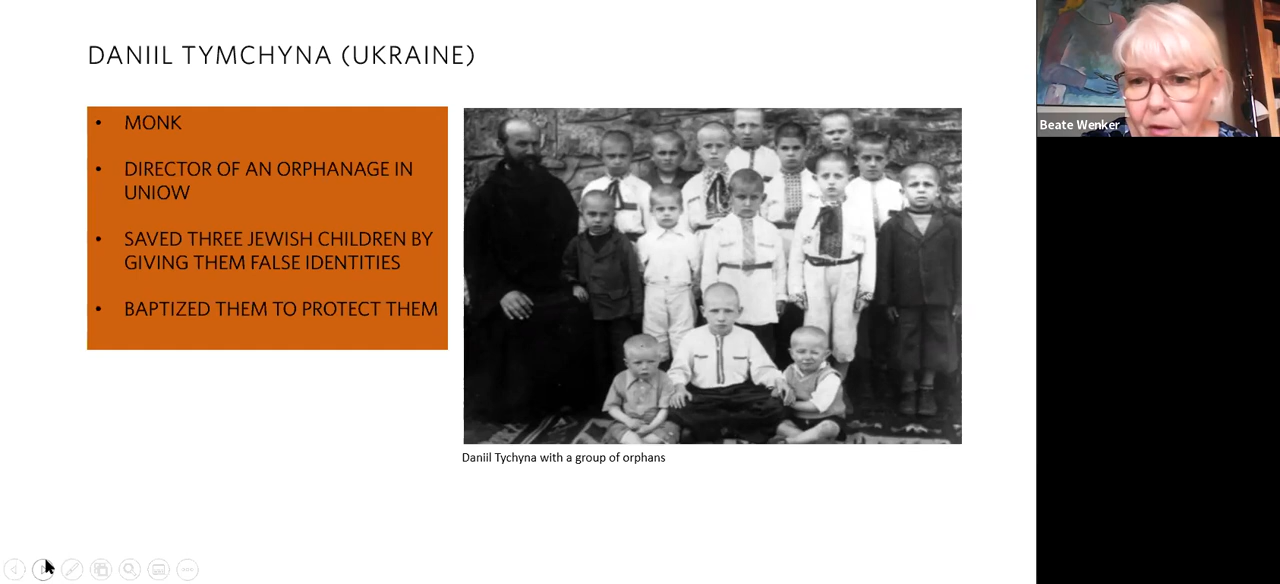 DANIIL TYMCHYNA (UKRAINE)
• MONK
• DIRECTOR OF AN ORPHANAGE IN
UNIOW
• SAVED THREE JEWISH CHILDREN BY
GIVING THEM FALSE IDENTITIES
• BAPTIZED THEM TO PROTECT THEM
Daniil Tychyna with a group of orphans
Beate Wenker